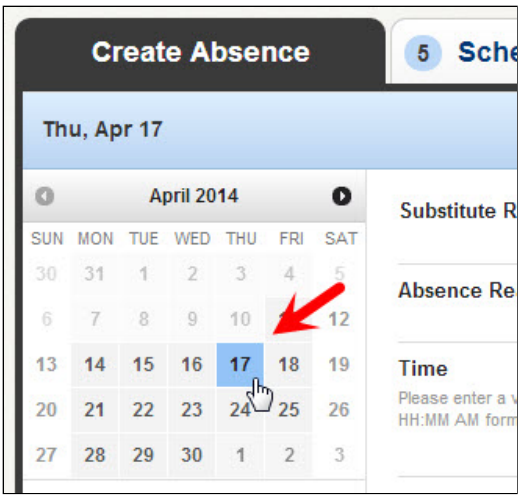 Create Absence
5 Sche
Thu, Apr 17
April 2014
SUN MON TUE WED THU FRI SAT
30 31 1 2 3 4 5
6 7 8 9 10 12
13 14 15 16 17 18 19
20 21 22 23 24 25 26
27 28 29 30 1 2 3
Substitute R
Absence Re
Time
Please enter a v
HH:MM AM form